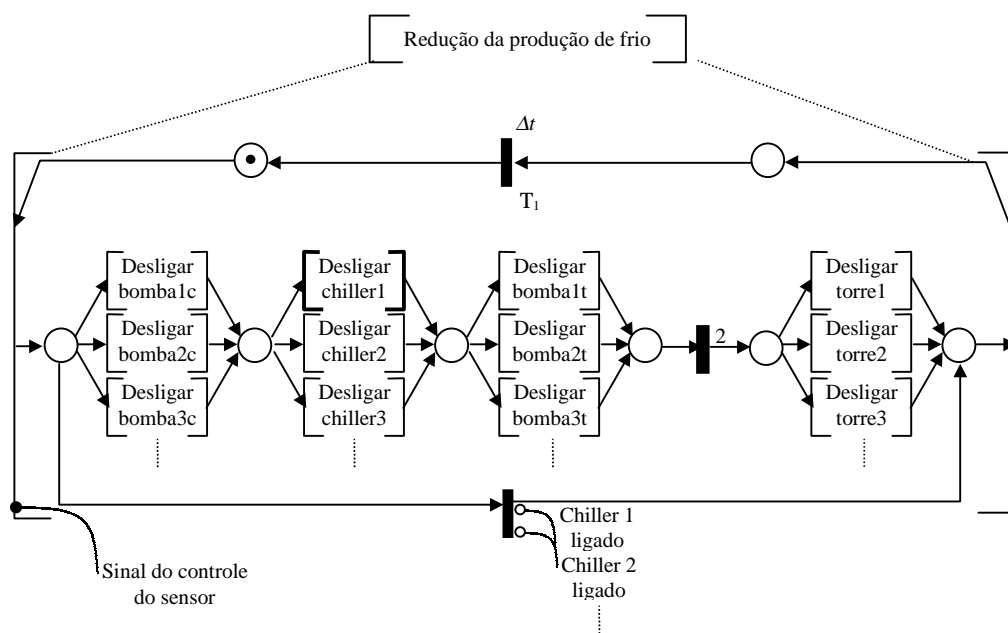 Redução da produção de frio
Δt
T1
Desligar
bomba1c
Desligar
chiller1
Desligar
bomba1t
Desligar
torre1
Desligar
bomba2c
Desligar
chiller2
Desligar
bomba2t
2
Desligar
torre2
Desligar
bomba3c
Desligar
chiller3
Desligar
bomba3t
Desligar
torre3
Chiller 1
ligado
Chiller 2
ligado
Sinal do controle
do sensor